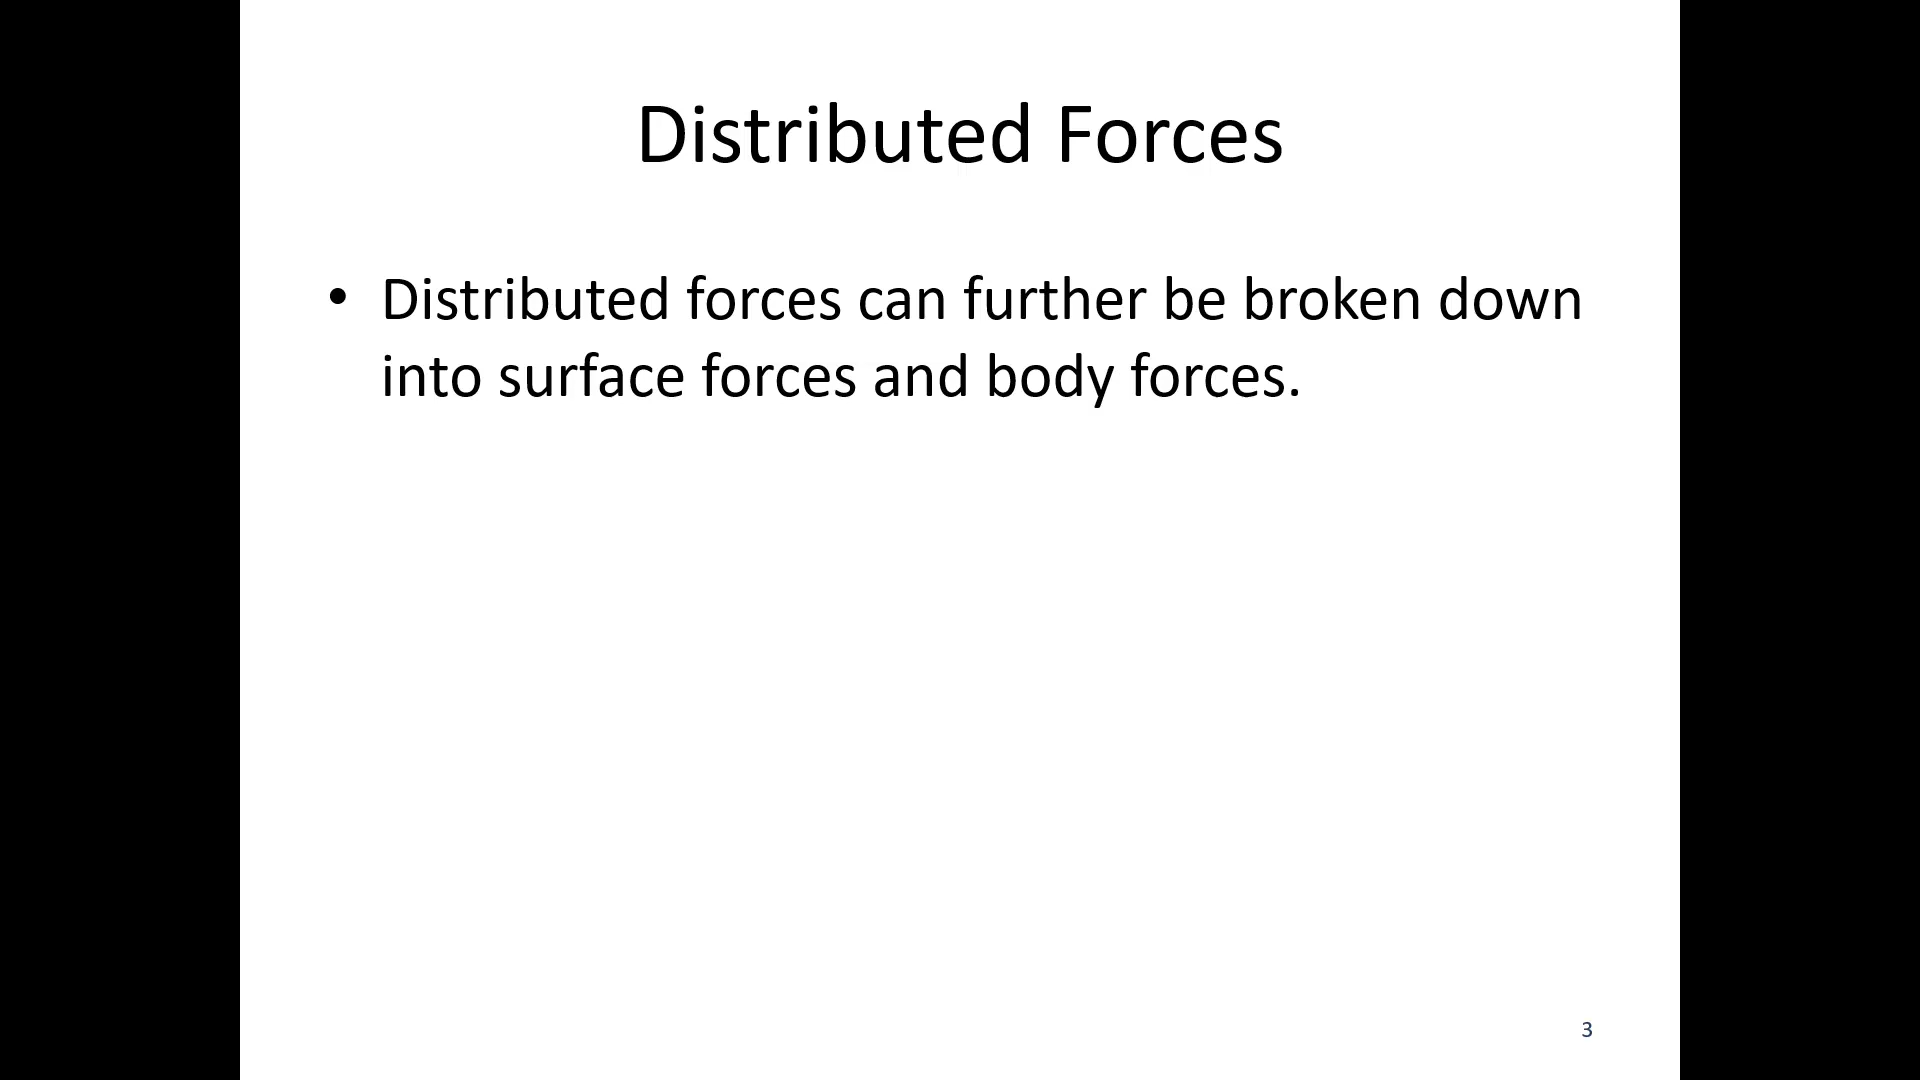 Distributed Forces
• Distributed forces can further be broken down
into surface forces and body forces.
3